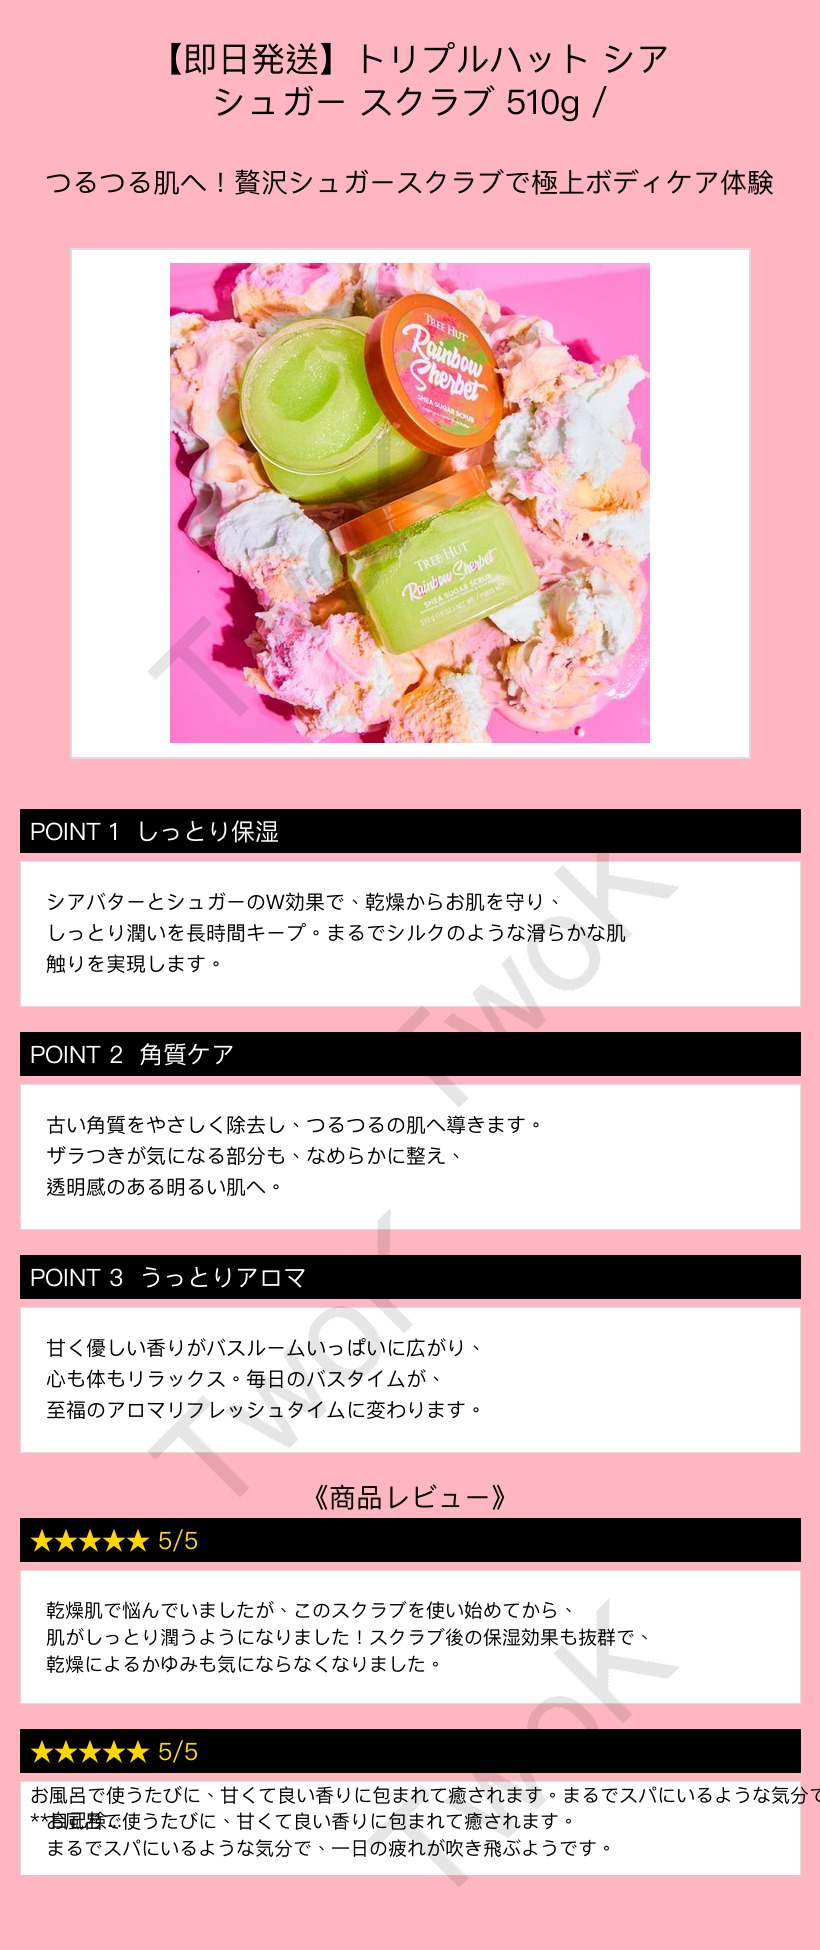 【即日発送】トリプルハット シア
シュガー スクラブ 510g /
つるつる肌へ！贅沢シュガースクラブで極上ボディケア体験
TREE HUT
Rainbow
Sherbet
SHEA SUGAR SCRUB
TREE HUT
Rainbow Sherbet
SHEA SUGAR SCRUB
TwoK
POINT 1 しっとり保湿
シアバターとシュガーのW効果で、乾燥からお肌を守り、
しっとり潤いを長時間キープ。まるでシルクのような滑らかな肌
触りを実現します。
TwoK
POINT 2 角質ケア
古い角質をやさしく除去し、つるつるの肌へ導きます。
ザラつきが気になる部分も、なめらかに整え、
透明感のある明るい肌へ。
POINT 3 うっとりアロマ
甘く優しい香りがバスルームいっぱいに広がり、
心も体もリラックス。毎日のバスタイムが、
至福のアロマリフレッシュタイムに変わります。
TwoK
《商品レビュー》
★★★★★ 5/5
乾燥肌で悩んでいましたが、このスクラブを使い始めてから、
肌がしっとり潤うようになりました！スクラブ後の保湿効果も抜群で、
乾燥によるかゆみも気にならなくなりました。
TwoK
★★★★★ 5/5
お風呂で使うたびに、甘くて良い香りに包まれて癒されます。まるでスパにいるような気分で
お風呂で使うたびに、甘くて良い香りに包まれて癒されます。
まるでスパにいるような気分で、一日の疲れが吹き飛ぶようです。